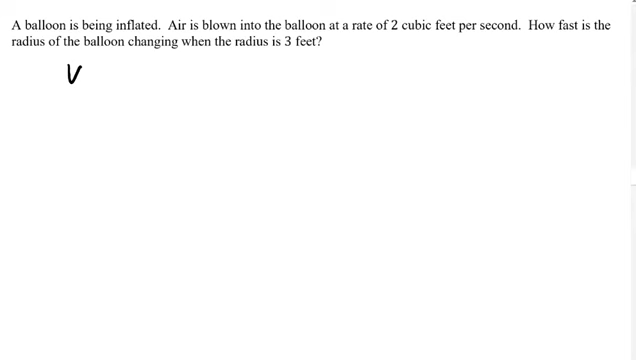 A balloon is being inflated. Air is blown into the balloon at a rate of 2 cubic feet per second. How fast is the
radius of the balloon changing when the radius is 3 feet?
V